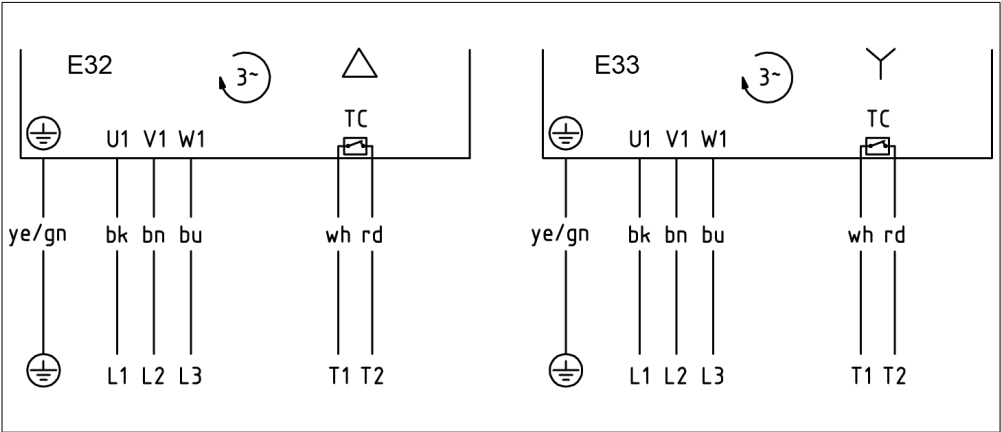 E32 3~ E33 3~
TC TC
U1 V1 W1 U1 V1 W1
ye/gn bk bn bu wh rd ye/gn bk bn bu wh rd
L1 L2 L3 T1 T2 L1 L2 L3 T1 T2